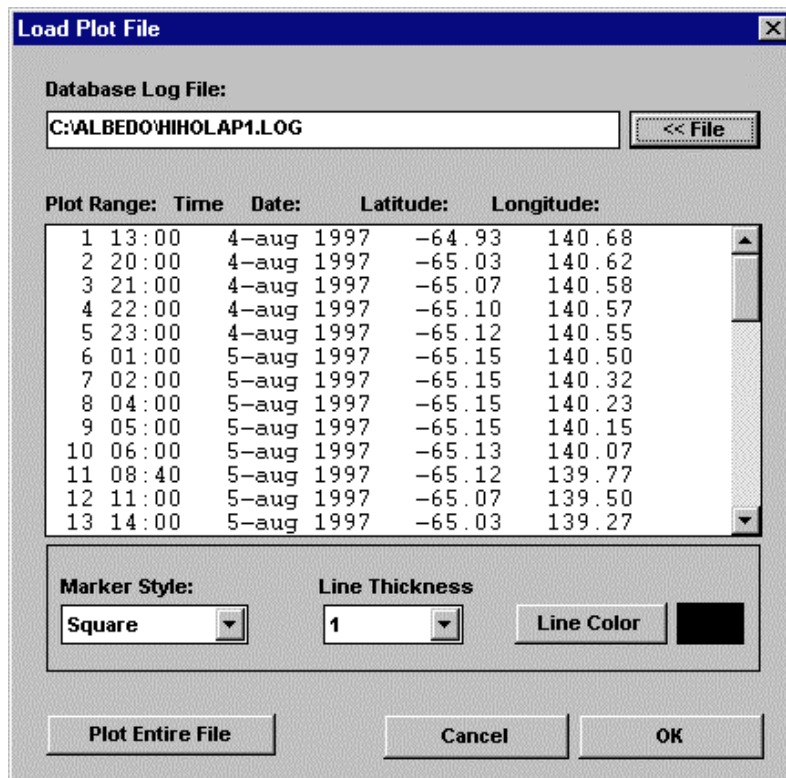 Load Plot File
Database Log File:
C:\ALBEDO\HIHOLAP1.LOG
<< File
Plot Range: Time Date: Latitude: Longitude:
1 13:00 4-aug 1997 -64.93 140.68
2 20:00 4-aug 1997 -65.03 140.62
3 21:00 4-aug 1997 -65.07 140.58
4 22:00 4-aug 1997 -65.10 140.57
5 23:00 4-aug 1997 -65.12 140.55
6 01:00 5-aug 1997 -65.15 140.50
7 02:00 5-aug 1997 -65.15 140.32
8 04:00 5-aug 1997 -65.15 140.23
9 05:00 5-aug 1997 -65.15 140.15
10 06:00 5-aug 1997 -65.13 140.07
11 08:40 5-aug 1997 -65.12 139.77
12 11:00 5-aug 1997 -65.07 139.50
13 14:00 5-aug 1997 -65.03 139.27
Marker Style: Line Thickness
Square 1 Line Color
Plot Entire File Cancel OK